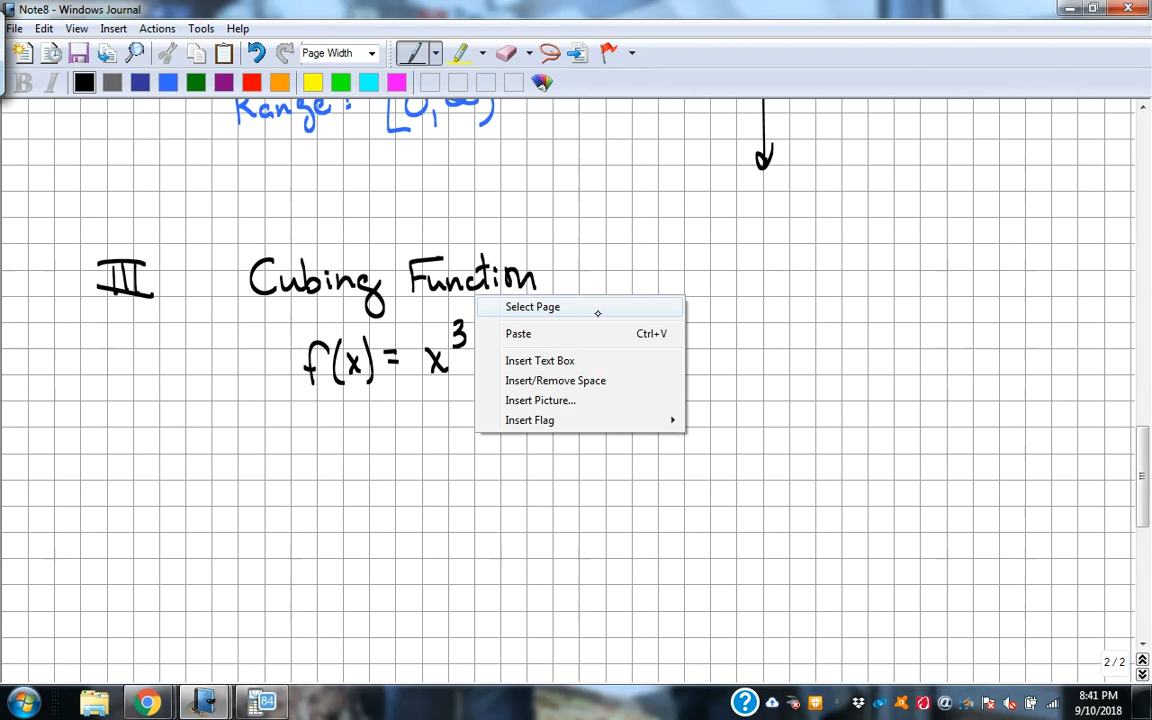 Note8 - Windows Journal
File Edit View Insert Actions Tools Help
Page Width
B I
Range: [0,∞)
III Cubing Function
f(x) = x³
Select Page
Paste Ctrl+V
Insert Text Box
Insert/Remove Space
Insert Picture...
Insert Flag
2 / 2
84
8:41 PM
9/10/2018